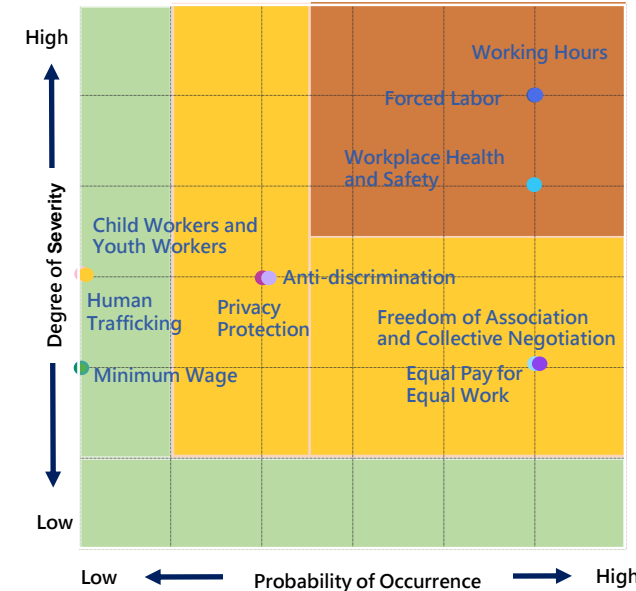 High
Working Hours
Forced Labor
Workplace Health
and Safety
Degree of Severity
Child Workers and
Youth Workers
Anti-discrimination
Human
Trafficking
Privacy
Protection
Freedom of Association
and Collective Negotiation
Minimum Wage
Equal Pay for
Equal Work
Low
Low
Probability of Occurrence
High